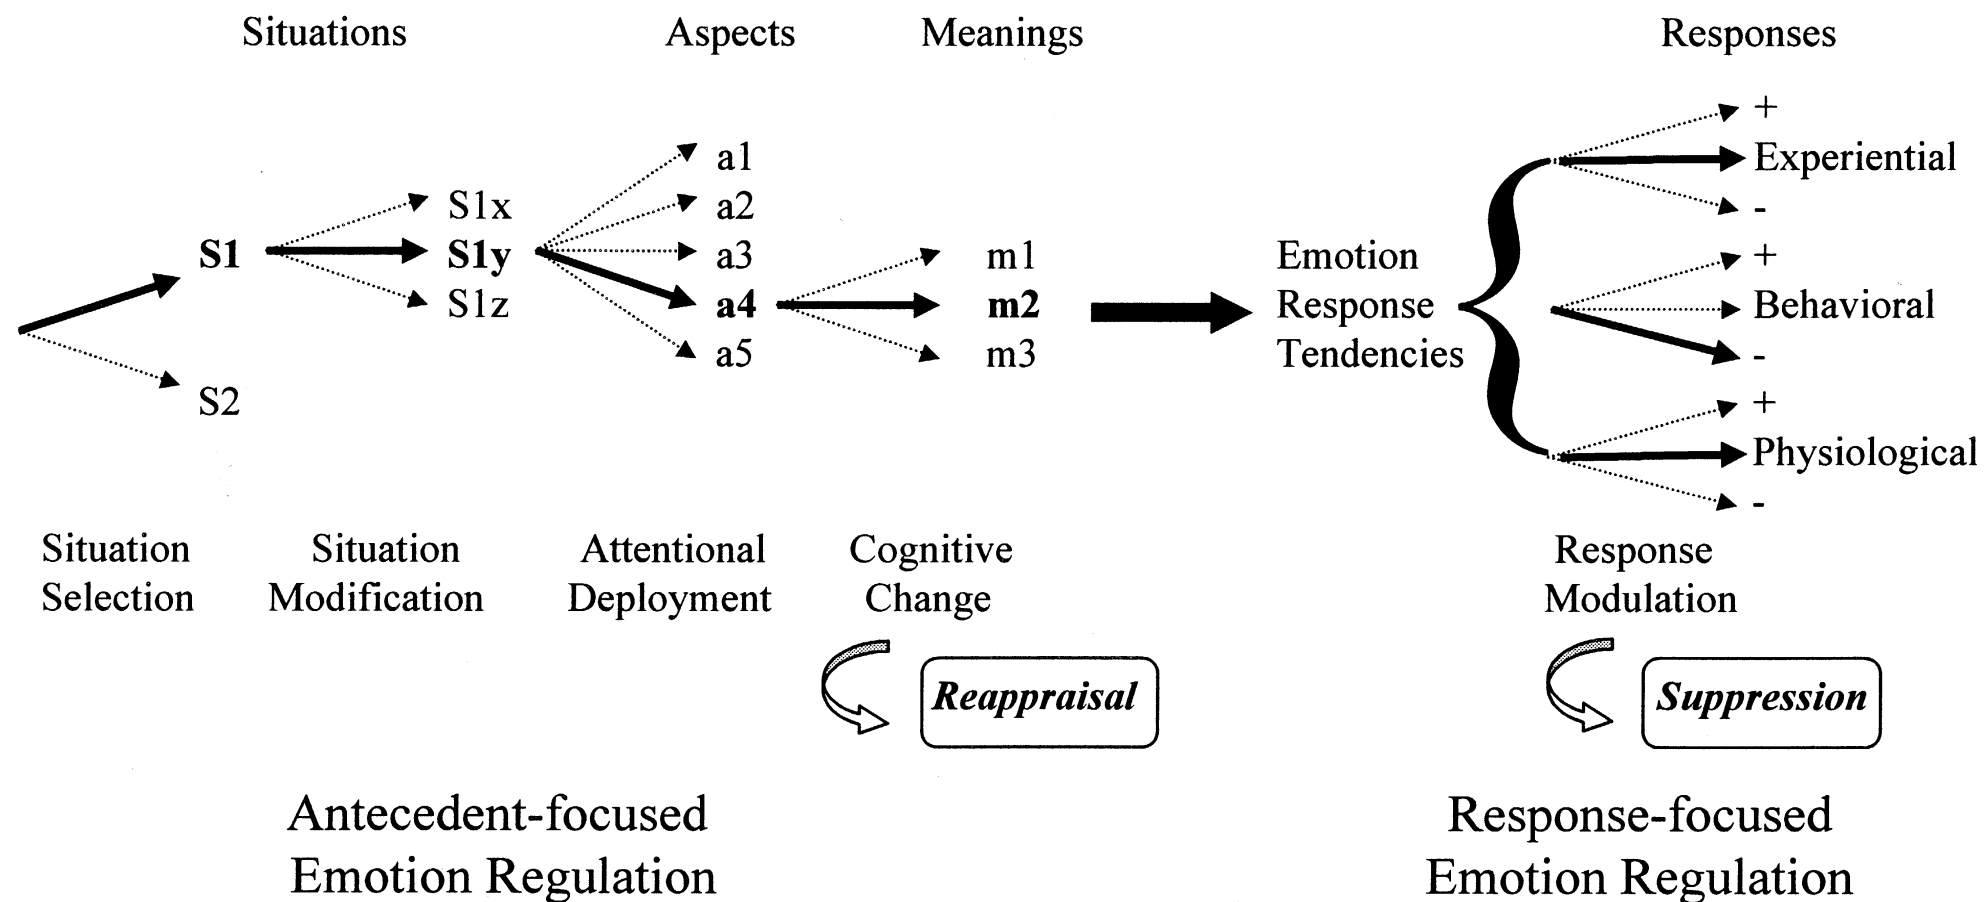 Situations
Aspects
Meanings
Responses
S1
S2
S1x
S1y
S1z
a1
a2
a3
a4
a5
m1
m2
m3
Emotion
Response
Tendencies
+
Experiential
-
+
Behavioral
-
+
Physiological
-
Situation
Selection
Situation
Modification
Attentional
Deployment
Cognitive
Change
Response
Modulation
Reappraisal
Suppression
Antecedent-focused
Emotion Regulation
Response-focused
Emotion Regulation